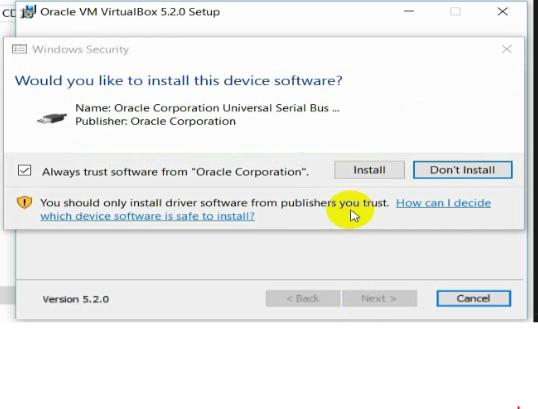 CD
Oracle VM VirtualBox 5.2.0 Setup
Windows Security
Would you like to install this device software?
Name: Oracle Corporation Universal Serial Bus ...
Publisher: Oracle Corporation
Always trust software from "Oracle Corporation".
Install
Don't Install
You should only install driver software from publishers you trust. How can I decide
which device software is safe to install?
Version 5.2.0
< Back
Next >
Cancel